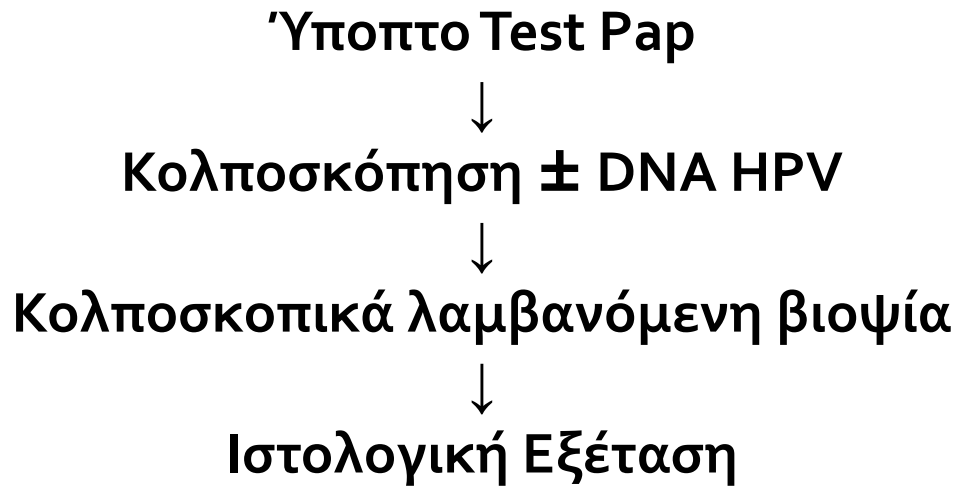 Ύποπτο Test Pap
↓
Κολποσκόπηση ± DNA HPV
↓
Κολποσκοπικά λαμβανόμενη βιοψία
↓
Ιστολογική Εξέταση